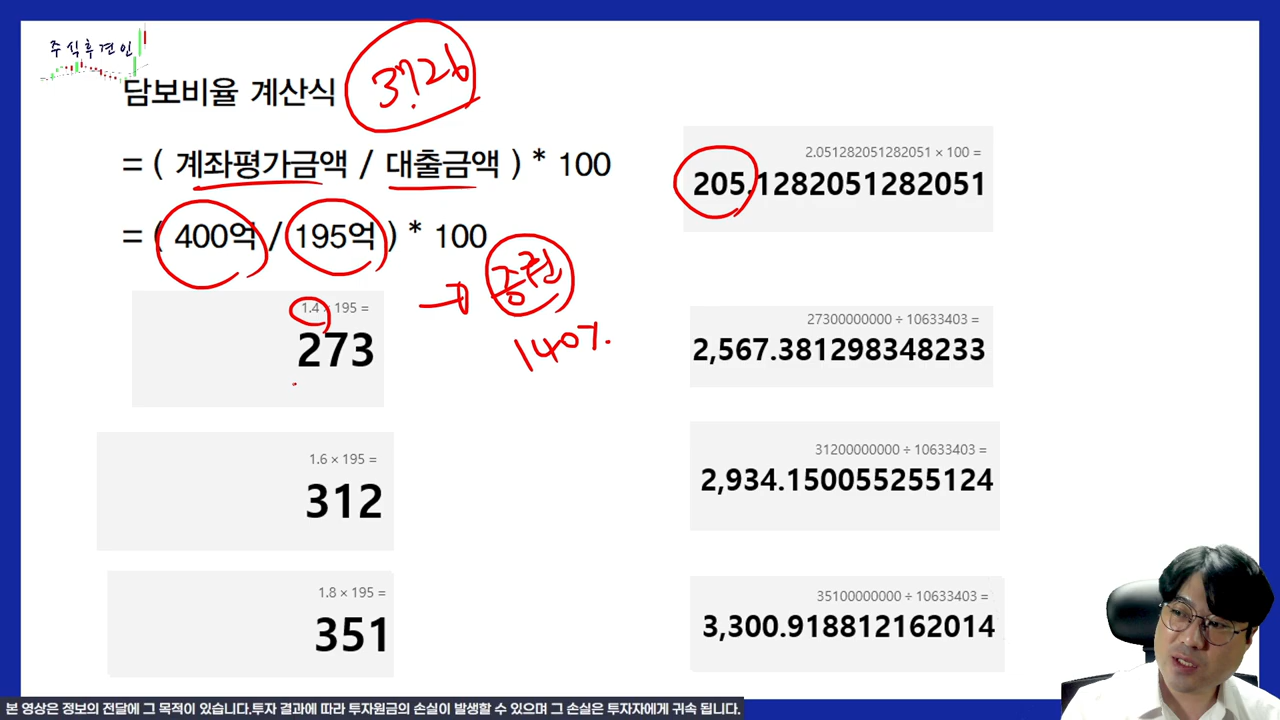 주식후견인
담보비율 계산식
3726
= ( 계좌평가금액 / 대출금액 ) * 100
= ( 400억 / 195억 ) * 100
증권
140%.
1.4 × 195 =
273
1.6 × 195 =
312
1.8 × 195 =
351
2.051282051282051 × 100 =
205.1282051282051
27300000000 ÷ 10633403 =
2,567.381298348233
31200000000 ÷ 10633403 =
2,934.150055255124
35100000000 ÷ 10633403 =
3,300.918812162014
본 영상은 정보의 전달에 그 목적이 있습니다.투자 결과에 따라 투자원금의 손실이 발생할 수 있으며 그 손실은 투자자에게 귀속 됩니다.